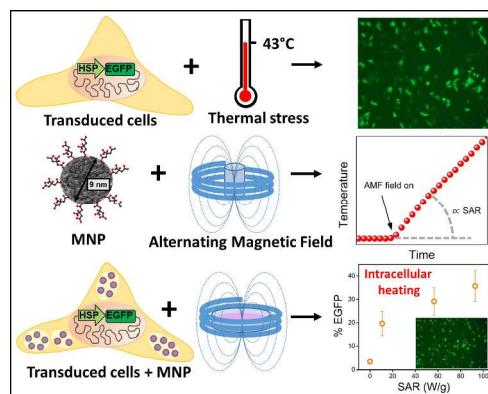 HSP EGFP
43°C
Transduced cells
Thermal stress
9 nm
MNP
Alternating Magnetic Field
Temperature
AMF field on
∝ SAR
Time
HSP EGFP
Transduced cells + MNP
Intracellular
heating
% EGFP
40
30
20
10
0
0 20 40 60 80 100
SAR (W/g)